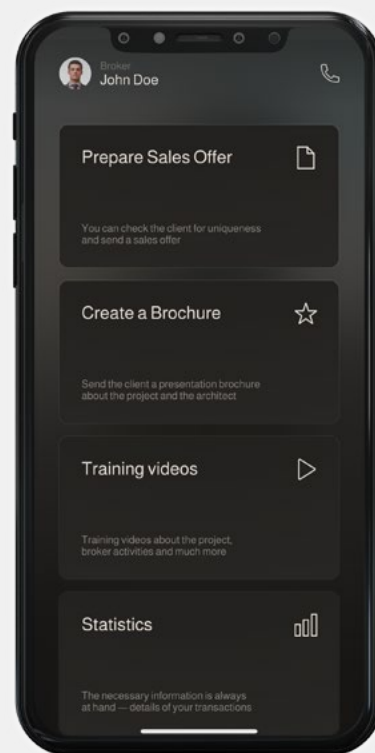 Broker
John Doe
Prepare Sales Offer
You can check the client for uniqueness
and send a sales offer
Create a Brochure
Send the client a presentation brochure
about the project and the architect
Training videos
Training videos about the project,
broker activities and much more
Statistics
The necessary information is always
at hand — details of your transactions